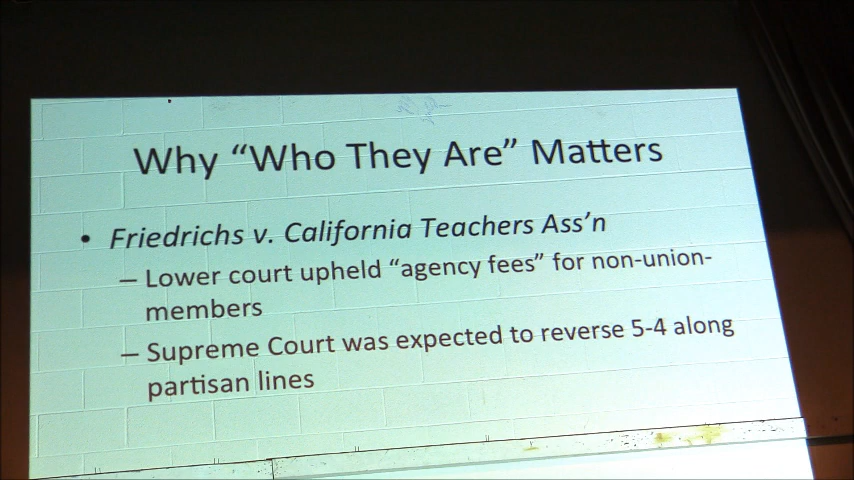 Why “Who They Are” Matters
• Friedrichs v. California Teachers Ass’n
– Lower court upheld “agency fees” for non-union-
members
– Supreme Court was expected to reverse 5-4 along
partisan lines